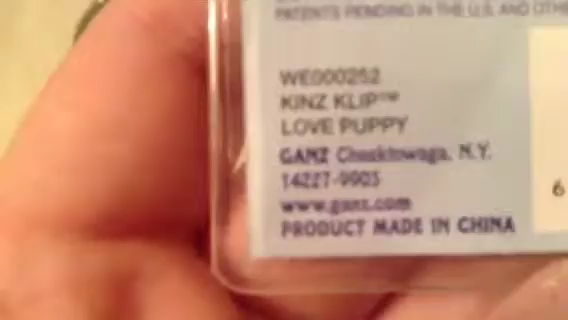 PATENTS PENDING IN THE U.S. AND OTHE
WE000252
KINZ KLIP™
LOVE PUPPY
GANZ Cheektowaga, N.Y.
14227-9903
www.ganz.com
PRODUCT MADE IN CHINA
6